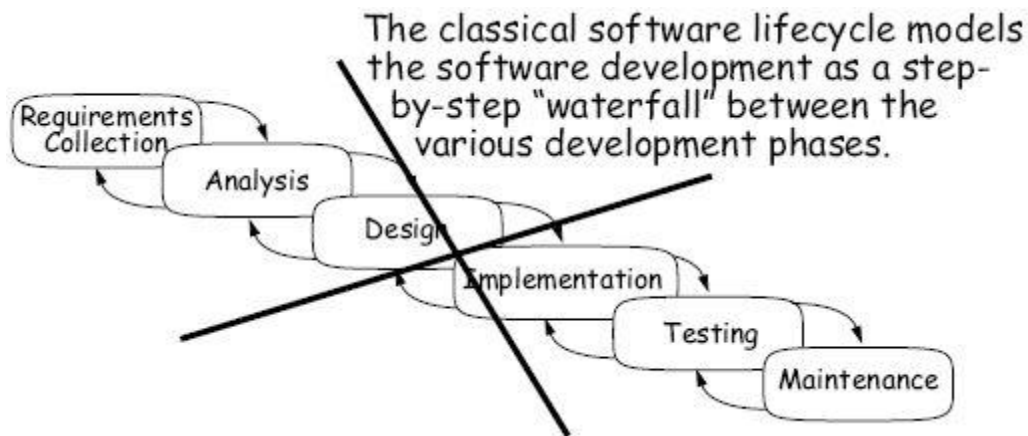 The classical software lifecycle models
the software development as a step-
by-step “waterfall” between the
various development phases.
Requirements
Collection
Analysis
Design
Implementation
Testing
Maintenance